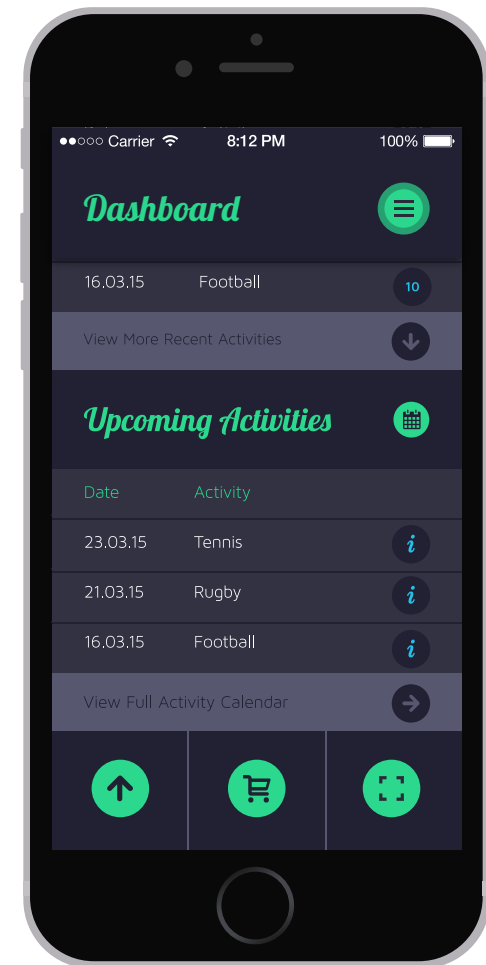 Carrier 8:12 PM 100%
Dashboard
16.03.15 Football 10
View More Recent Activities
Upcoming Activities
Date Activity
23.03.15 Tennis i
21.03.15 Rugby i
16.03.15 Football i
View Full Activity Calendar